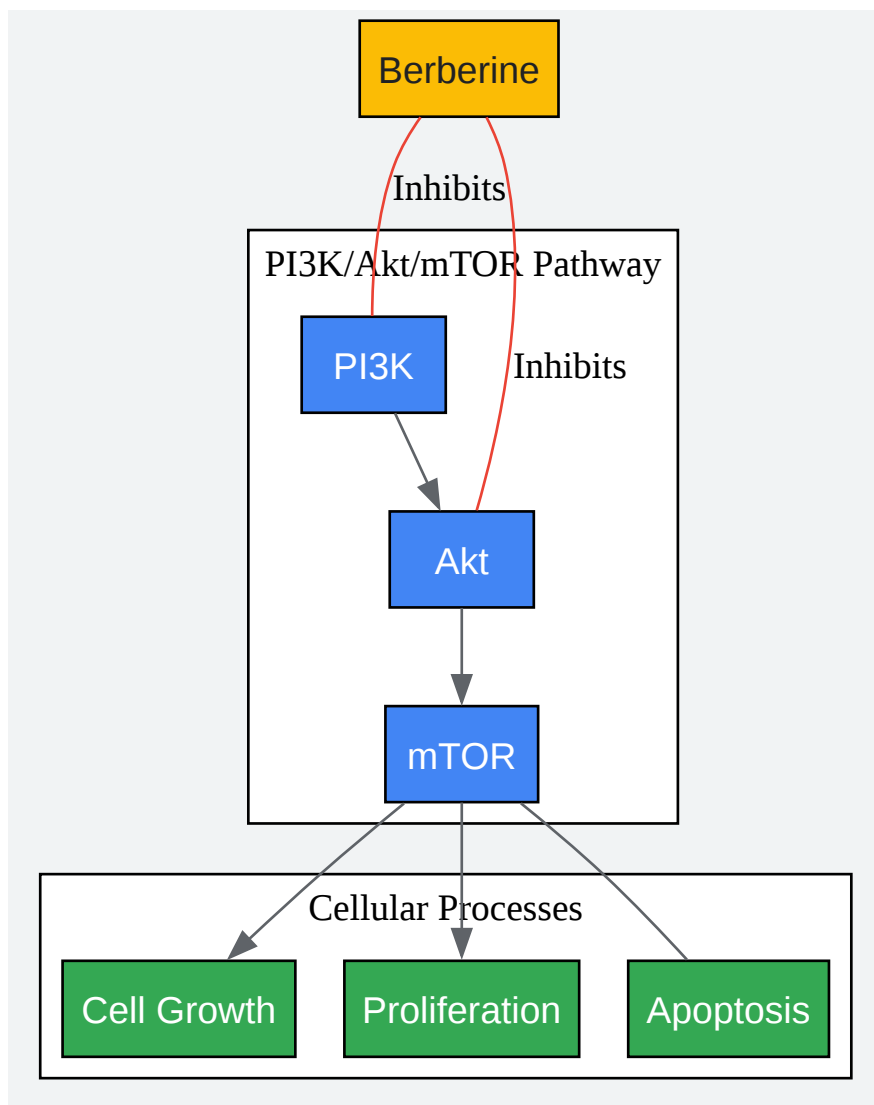 Berberine
Inhibits
PI3K/Akt/mTOR Pathway
PI3K
Inhibits
Akt
mTOR
Cellular Processes
Cell Growth
Proliferation
Apoptosis